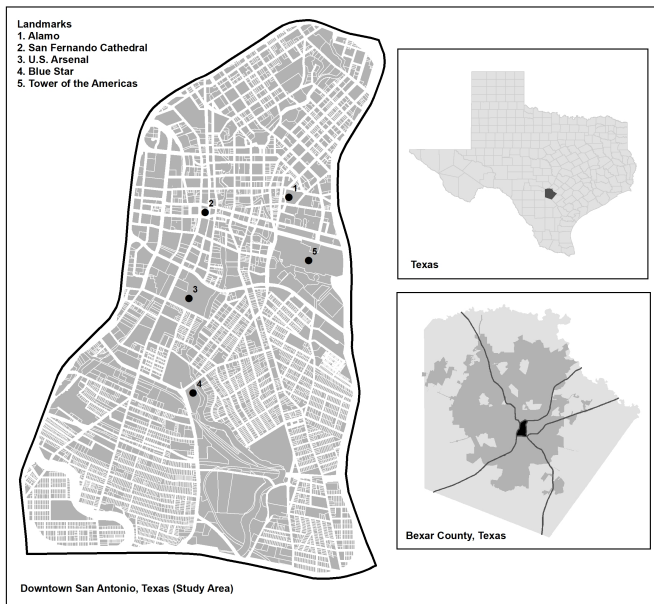 Landmarks
1. Alamo
2. San Fernando Cathedral
3. U.S. Arsenal
4. Blue Star
5. Tower of the Americas
1
2
5
3
4
Downtown San Antonio, Texas (Study Area)
Texas
Bexar County, Texas